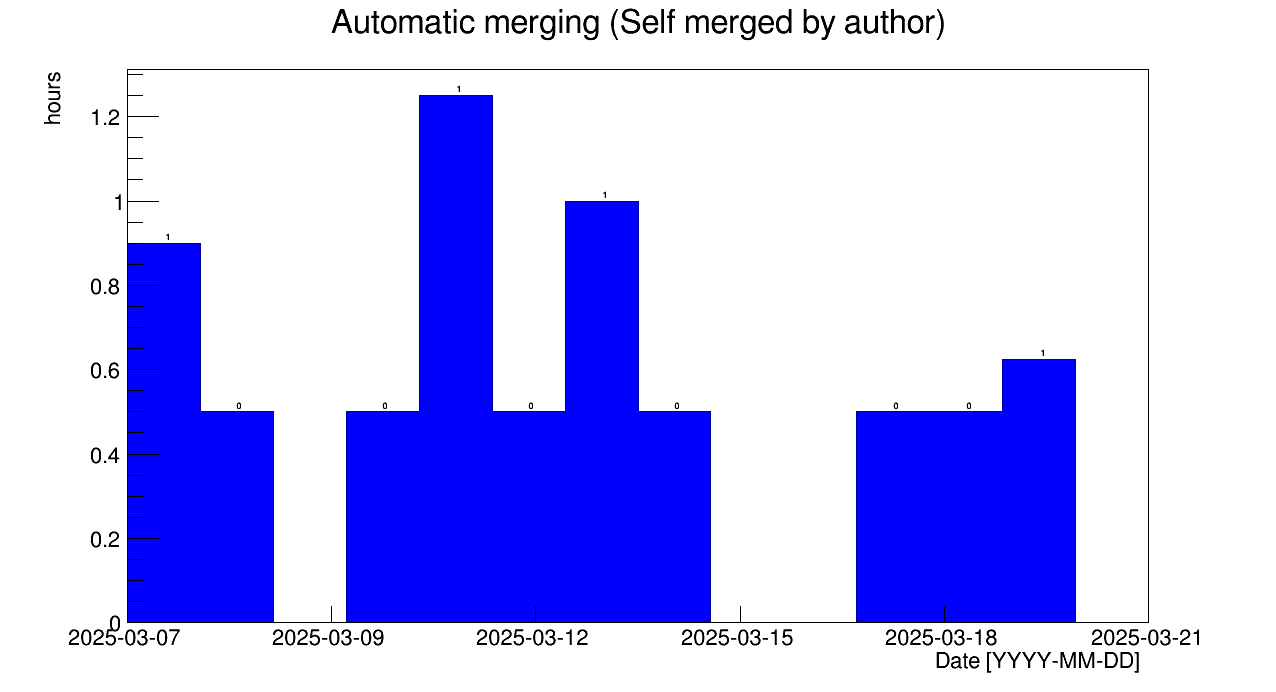 Automatic merging (Self merged by author)
hours
1.2
1
0.8
0.6
0.4
0.2
0
1 0 0 1 0 1 0 0 0 1
2025-03-07 2025-03-09 2025-03-12 2025-03-15 2025-03-18 2025-03-21
Date [YYYY-MM-DD]